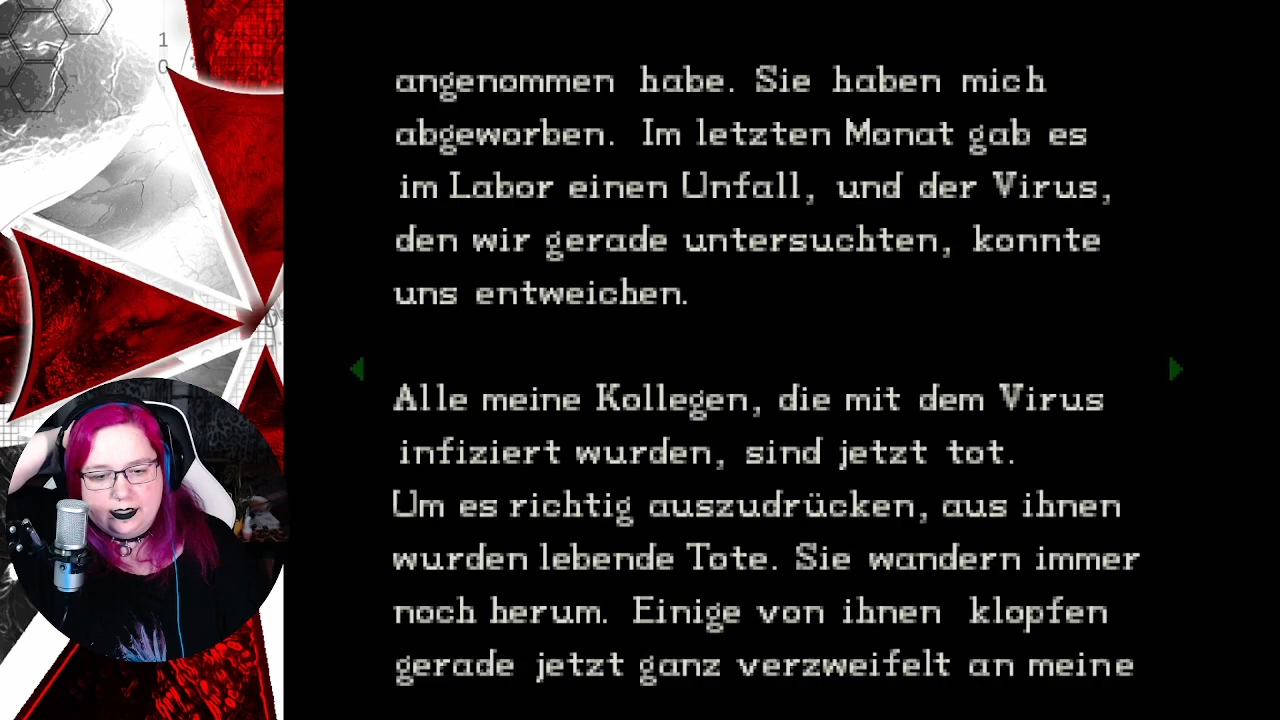 1
0
angenommen habe. Sie haben mich
abgeworben. Im letzten Monat gab es
im Labor einen Unfall, und der Virus,
den wir gerade untersuchten, konnte
uns entweichen.
Alle meine Kollegen, die mit dem Virus
infiziert wurden, sind jetzt tot.
Um es richtig auszudrücken, aus ihnen
wurden lebende Tote. Sie wandern immer
noch herum. Einige von ihnen klopfen
gerade jetzt ganz verzweifelt an meine